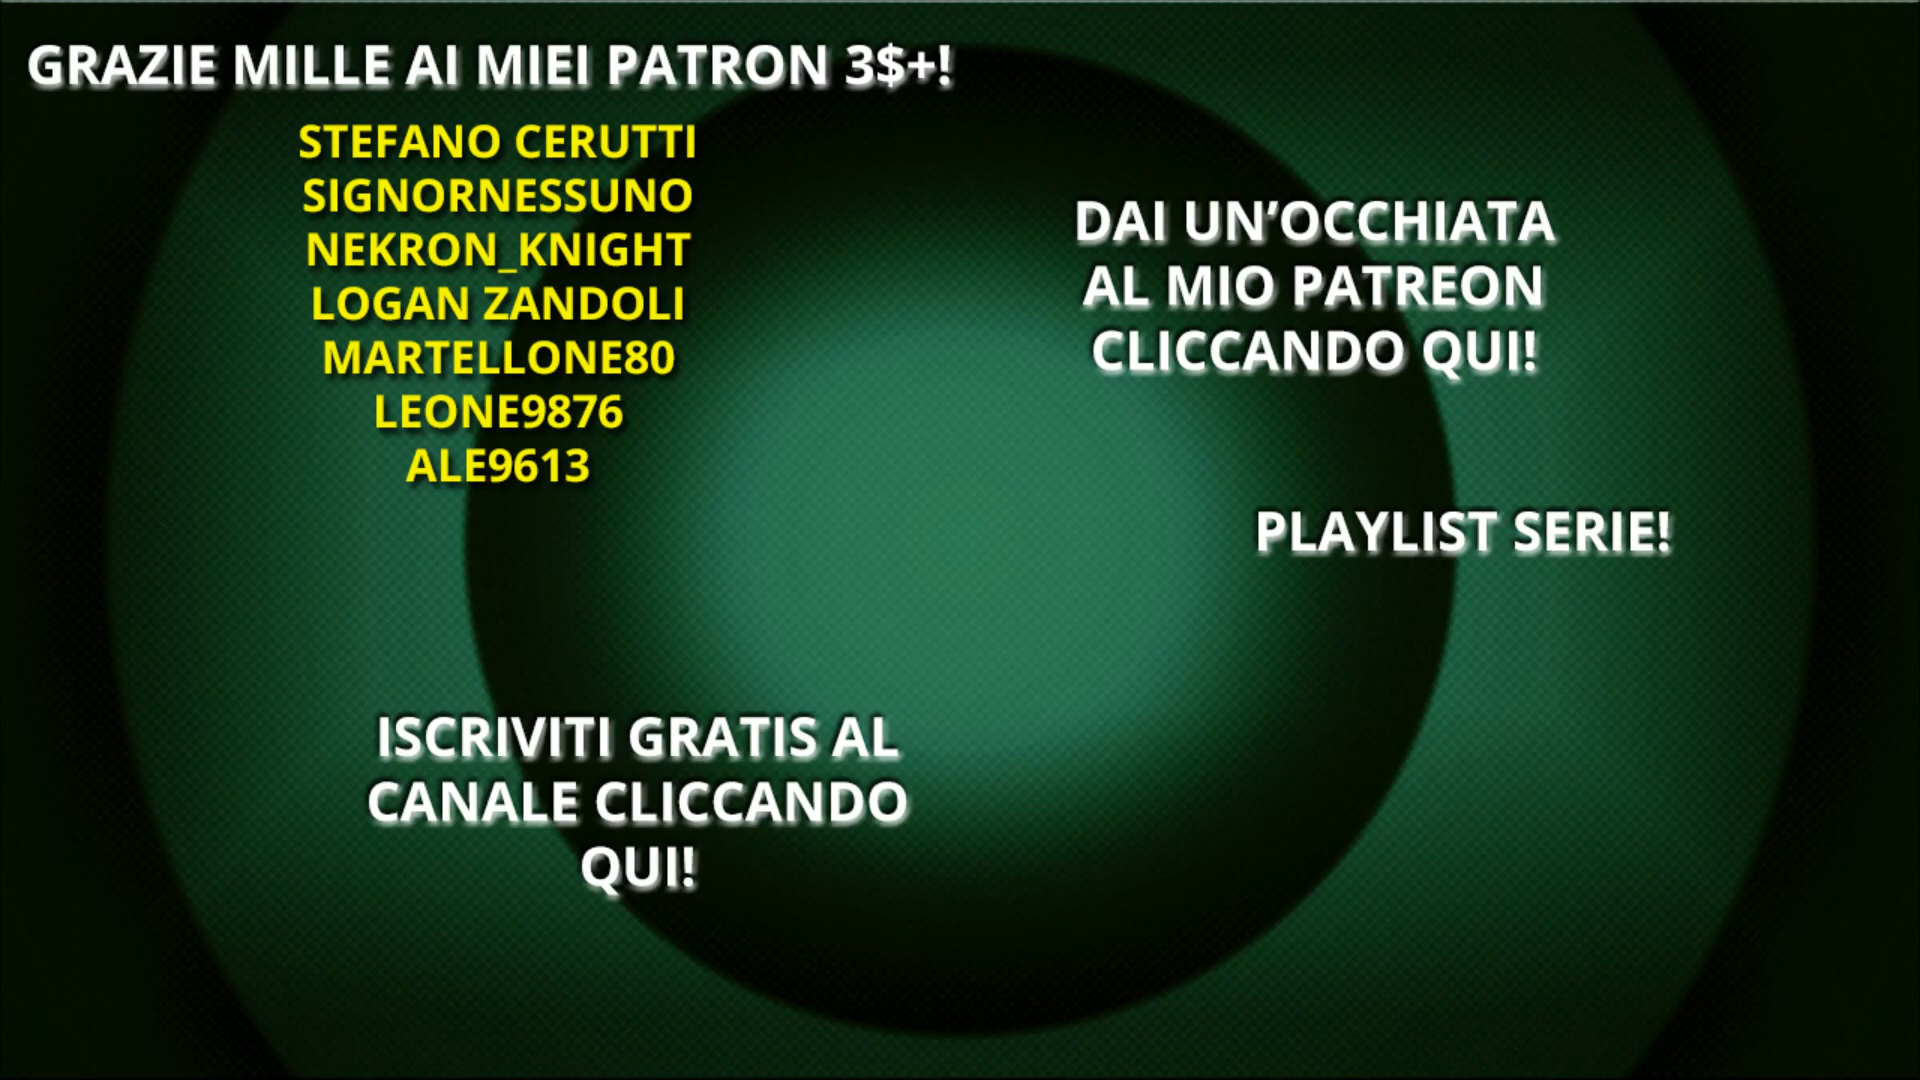 GRAZIE MILLE AI MIEI PATRON 3$+!
STEFANO CERUTTI
SIGNORNESSUNO
NEKRON_KNIGHT
LOGAN ZANDOLI
MARTELLONE80
LEONE9876
ALE9613
DAI UN’OCCHIATA
AL MIO PATREON
CLICCANDO QUI!
PLAYLIST SERIE!
ISCRIVITI GRATIS AL
CANALE CLICCANDO
QUI!